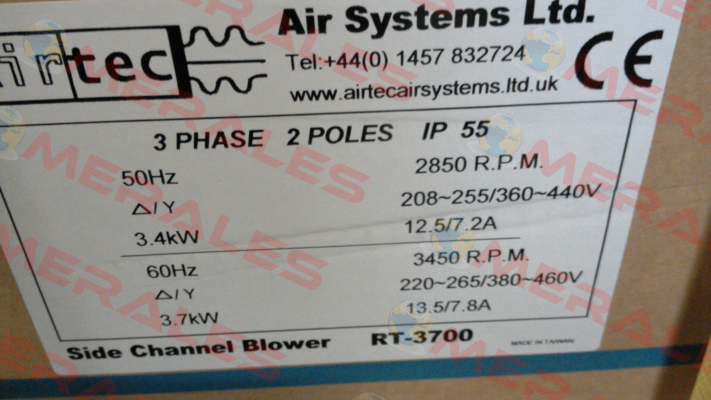 Air Systems Ltd.
airtec
Tel:+44(0) 1457 832724
www.airtecairsystems.ltd.uk
CE
3 PHASE 2 POLES IP 55
50Hz 2850 R.P.M.
Δ/Y 208~255/360~440V
3.4kW 12.5/7.2A
60Hz 3450 R.P.M.
Δ/Y 220~265/380~460V
3.7kW 13.5/7.8A
Side Channel Blower RT-3700 MADE IN TAIWAN
MERALES